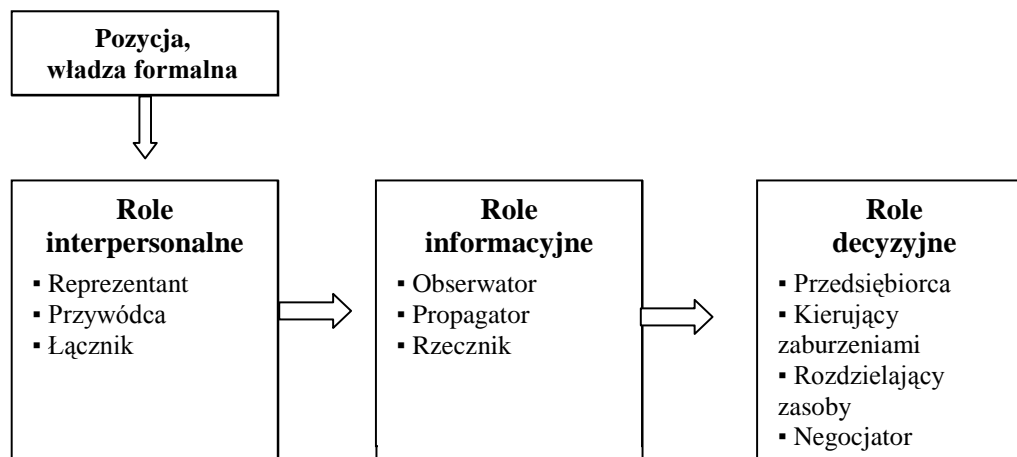 Pozycja,
władza formalna
Role
interpersonalne
▪ Reprezentant
▪ Przywódca
▪ Łącznik
Role
informacyjne
▪ Obserwator
▪ Propagator
▪ Rzecznik
Role
decyzyjne
▪ Przedsiębiorca
▪ Kierujący
zaburzeniami
▪ Rozdzielający
zasoby
▪ Negocjator